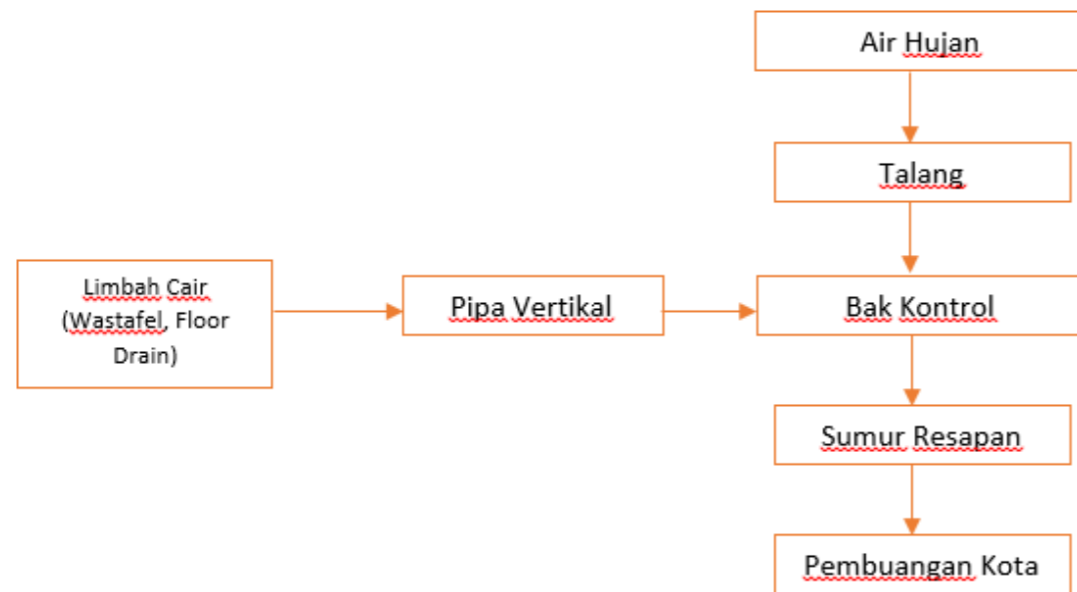 Air Hujan
Talang
Limbah Cair
(Wastafel, Floor
Drain)
Pipa Vertikal
Bak Kontrol
Sumur Resapan
Pembuangan Kota